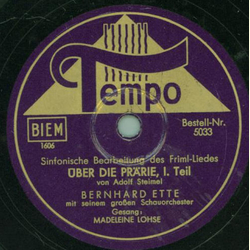 Tempo
Bestell-Nr.
5033
BIEM
1606
Sinfonische Bearbeitung des Friml-Liedes
ÜBER DIE PRÄRIE, I. Teil
von Adolf Steimel
BERNHARD ETTE
mit seinem großen Schauorchester
Gesang:
MADELEINE LOHSE